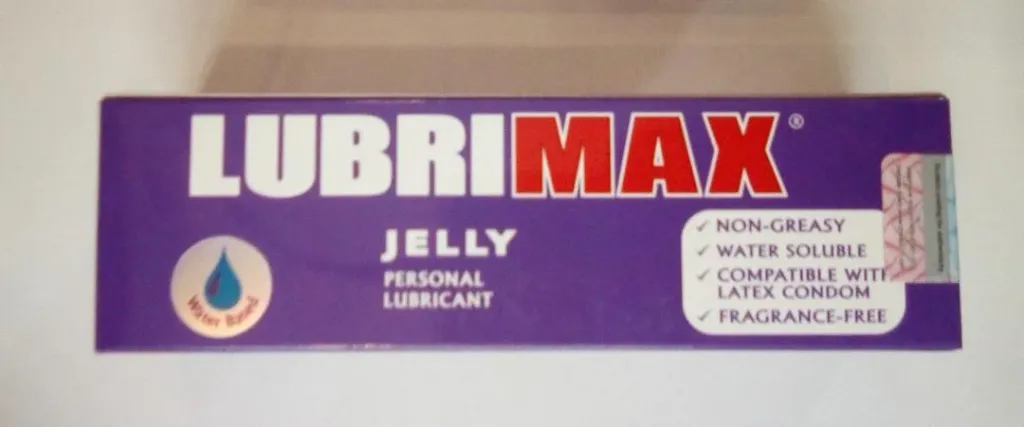 LUBRIMAX®
JELLY
PERSONAL
LUBRICANT
Water Based
✓ NON-GREASY
✓ WATER SOLUBLE
✓ COMPATIBLE WITH
LATEX CONDOM
✓ FRAGRANCE-FREE